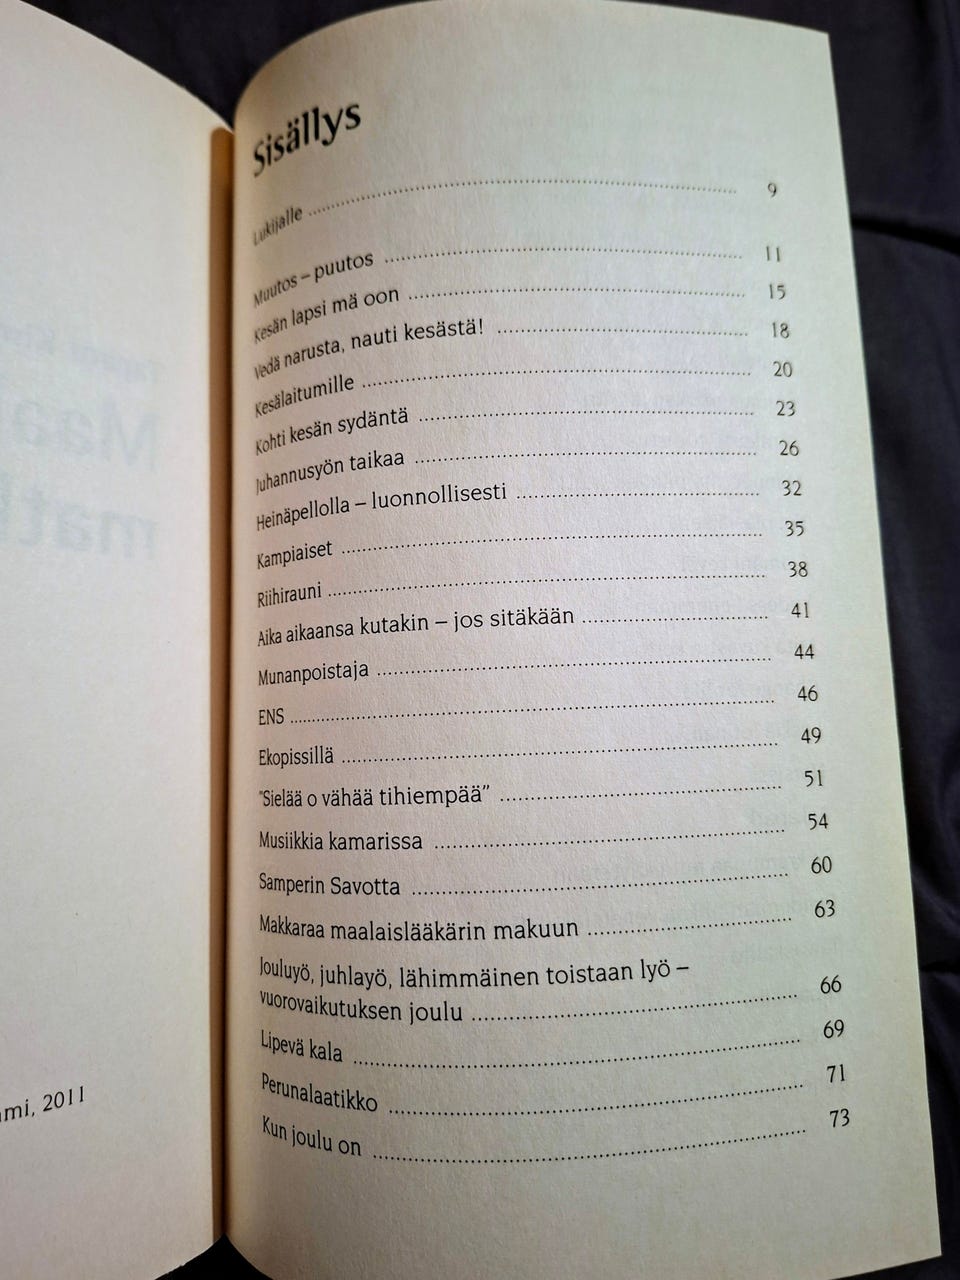 Sisällys
Lukijalle ........ 9
Muutos – puutos ........ 11
Kesän lapsi mä oon ........ 15
Vedä narusta, nauti kesästä! ........ 18
Kesälaitumille ........ 20
Kohti kesän sydäntä ........ 23
Juhannusyön taikaa ........ 26
Heinäpellolla – luonnollisesti ........ 32
Kampiaiset ........ 35
Riihirauni ........ 38
Aika aikaansa kutakin – jos sitäkään ........ 41
Munanpoistaja ........ 44
ENS ........ 46
Ekopissillä ........ 49
"Sielää o vähää tihiempää" ........ 51
Musiikkia kamarissa ........ 54
Samperin Savotta ........ 60
Makkaraa maalaislääkärin makuun ........ 63
Jouluyö, juhlayö, lähimmäinen toistaan lyö –
vuorovaikutuksen joulu ........ 66
Lipevä kala ........ 69
Perunalaatikko ........ 71
Kun joulu on ........ 73
mi, 2011